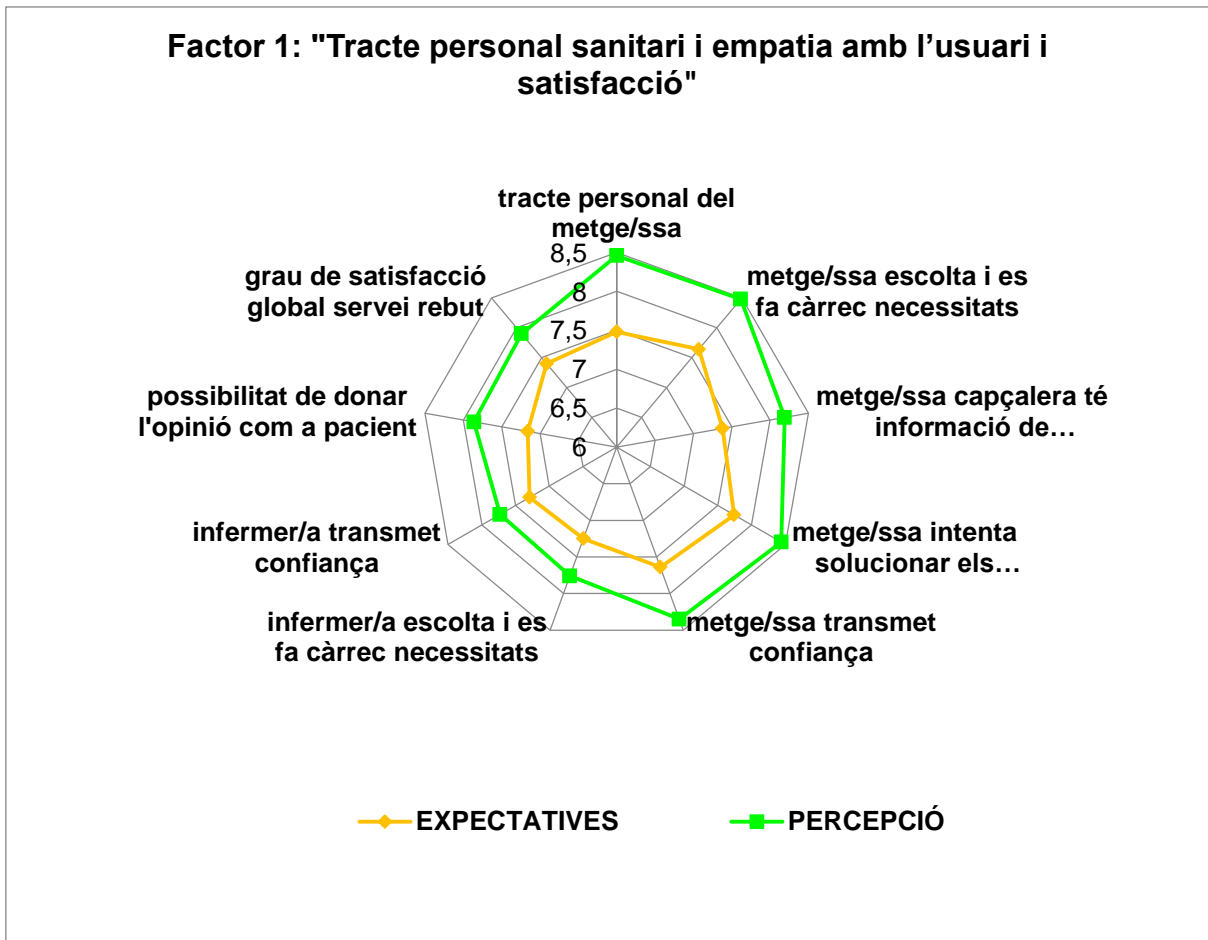 Factor 1: "Tracte personal sanitari i empatia amb l’usuari i
satisfacció"
tracte personal del
metge/ssa
metge/ssa escolta i es
fa càrrec necessitats
metge/ssa capçalera té
informació de…
metge/ssa intenta
solucionar els…
metge/ssa transmet
confiança
infermer/a escolta i es
fa càrrec necessitats
infermer/a transmet
confiança
possibilitat de donar
l'opinió com a pacient
grau de satisfacció
global servei rebut
8,5
8
7,5
7
6,5
6
EXPECTATIVES
PERCEPCIÓ